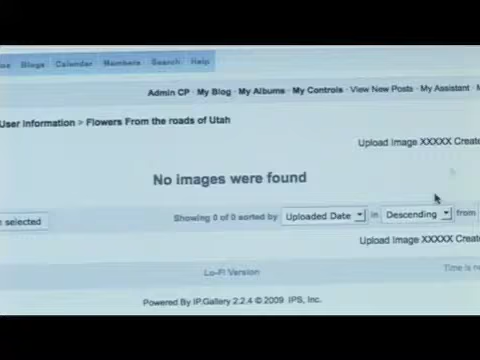 Blogs Calendar Members Search Help
Admin CP · My Blog · My Albums · My Controls · View New Posts · My Assistant ·
User Information > Flowers From the roads of Utah
Upload Image XXXXX Create
No images were found
selected
Showing 0 of 0 sorted by Uploaded Date in Descending from
Upload Image XXXXX Create
Lo-Fi Version
Time is
Powered By IP.Gallery 2.2.4 © 2009 IPS, Inc.